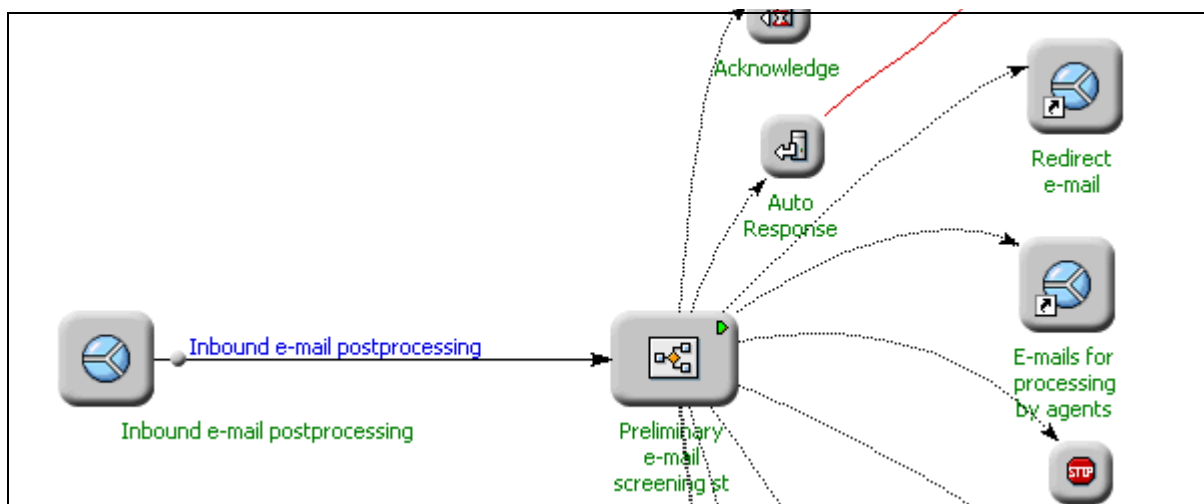 Acknowledge
Redirect
e-mail
Auto
Response
Inbound e-mail postprocessing
E-mails for
processing
by agents
Inbound e-mail postprocessing
Preliminary
e-mail
screening st
STOP